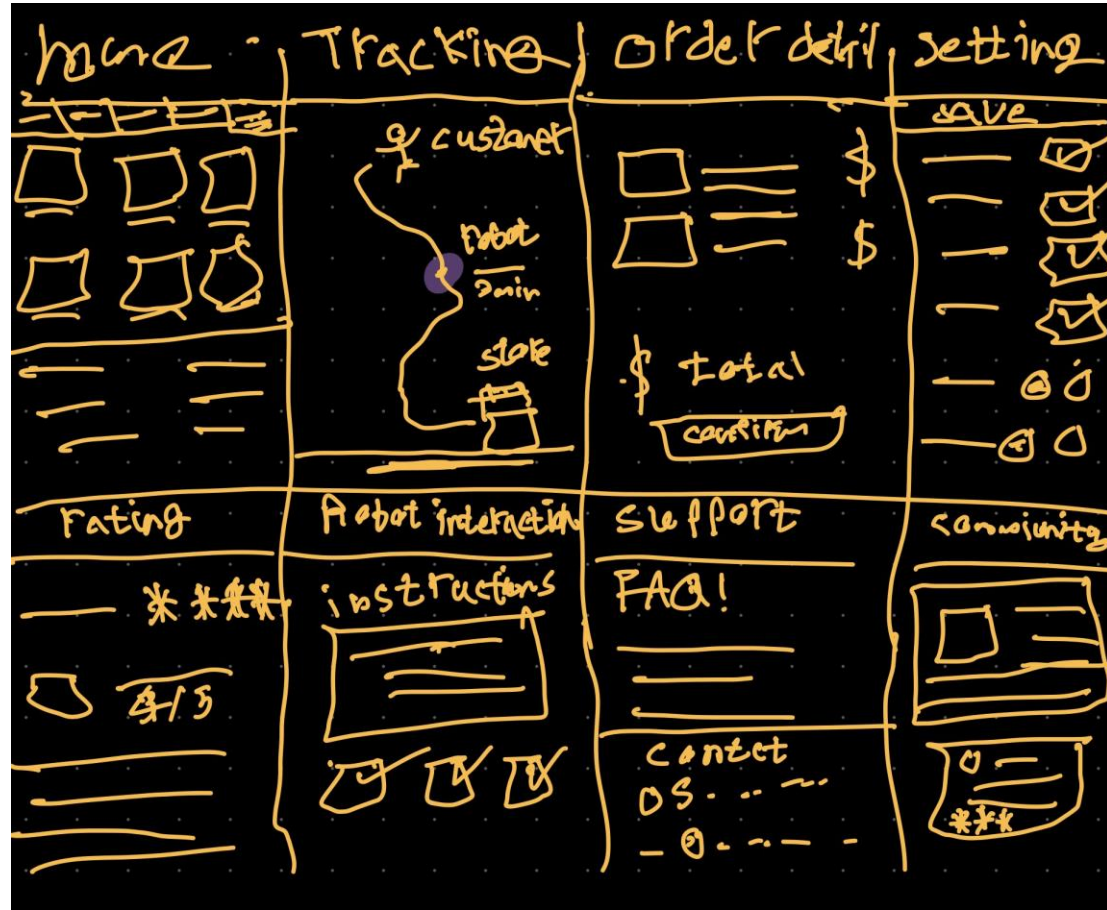 home
Tracking
order detail
setting
customer
robot
2min
store
$
$
$ total
confirm
save
rating
4/5
Robot interaction
instructions
support
FAQ!
contct
community